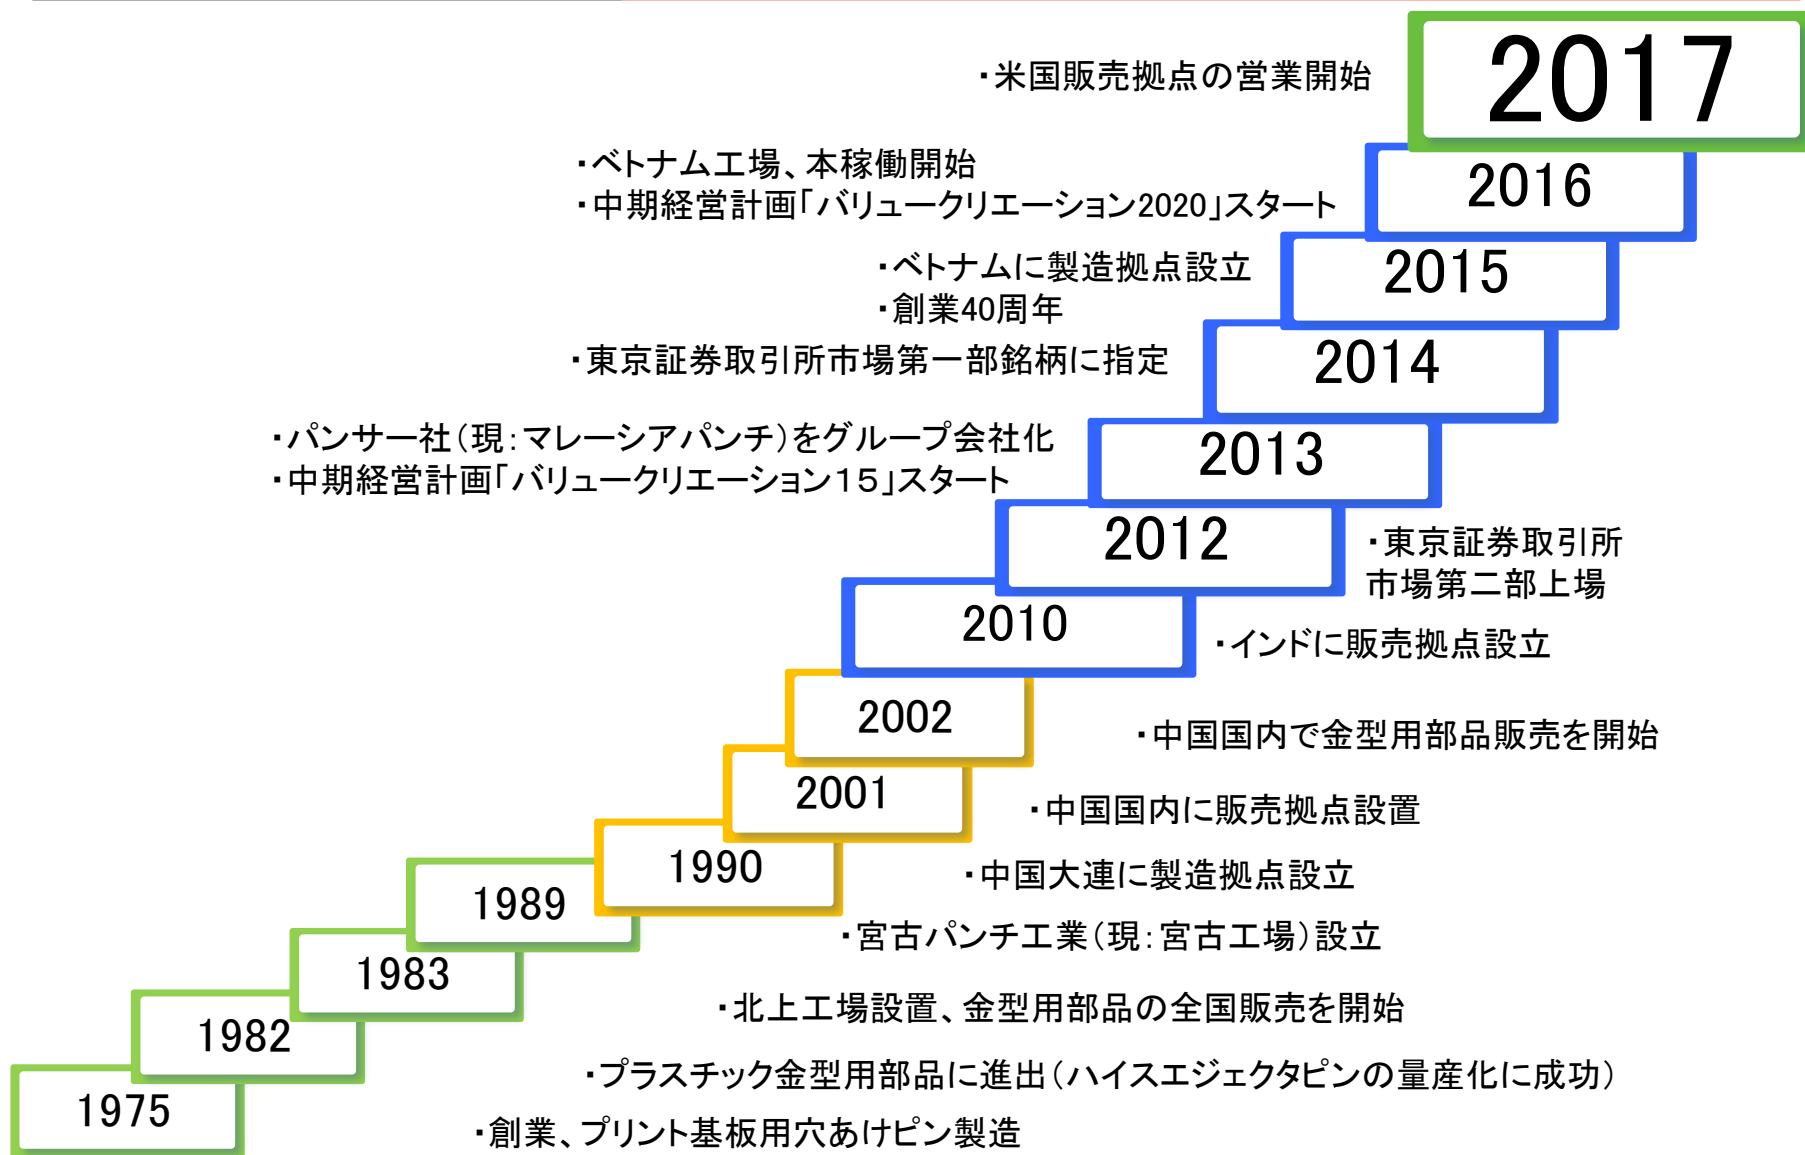 ・米国販売拠点の営業開始
2017
・ベトナム工場、本稼働開始
・中期経営計画「バリュークリエーション2020」スタート
2016
・ベトナムに製造拠点設立
・創業40周年
2015
・東京証券取引所市場第一部銘柄に指定
2014
・パンサー社(現:マレーシアパンチ)をグループ会社化
・中期経営計画「バリュークリエーション15」スタート
2013
2012
・東京証券取引所
市場第二部上場
2010
・インドに販売拠点設立
2002
・中国国内で金型用部品販売を開始
2001
・中国国内に販売拠点設置
1990
・中国大連に製造拠点設立
1989
・宮古パンチ工業(現:宮古工場)設立
1983
・北上工場設置、金型用部品の全国販売を開始
1982
・プラスチック金型用部品に進出(ハイスエジェクタピンの量産化に成功)
1975
・創業、プリント基板用穴あけピン製造